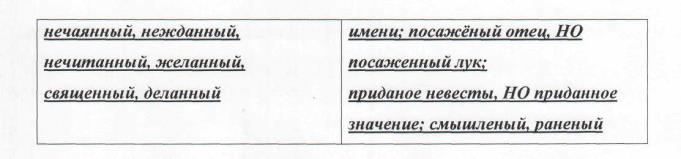 нечаянный, нежданный,
нечитанный, желанный,
священный, деланный
имени; посажёный отец, НО
посаженный лук;
приданое невесты, НО приданное
значение; смышленый, раненый